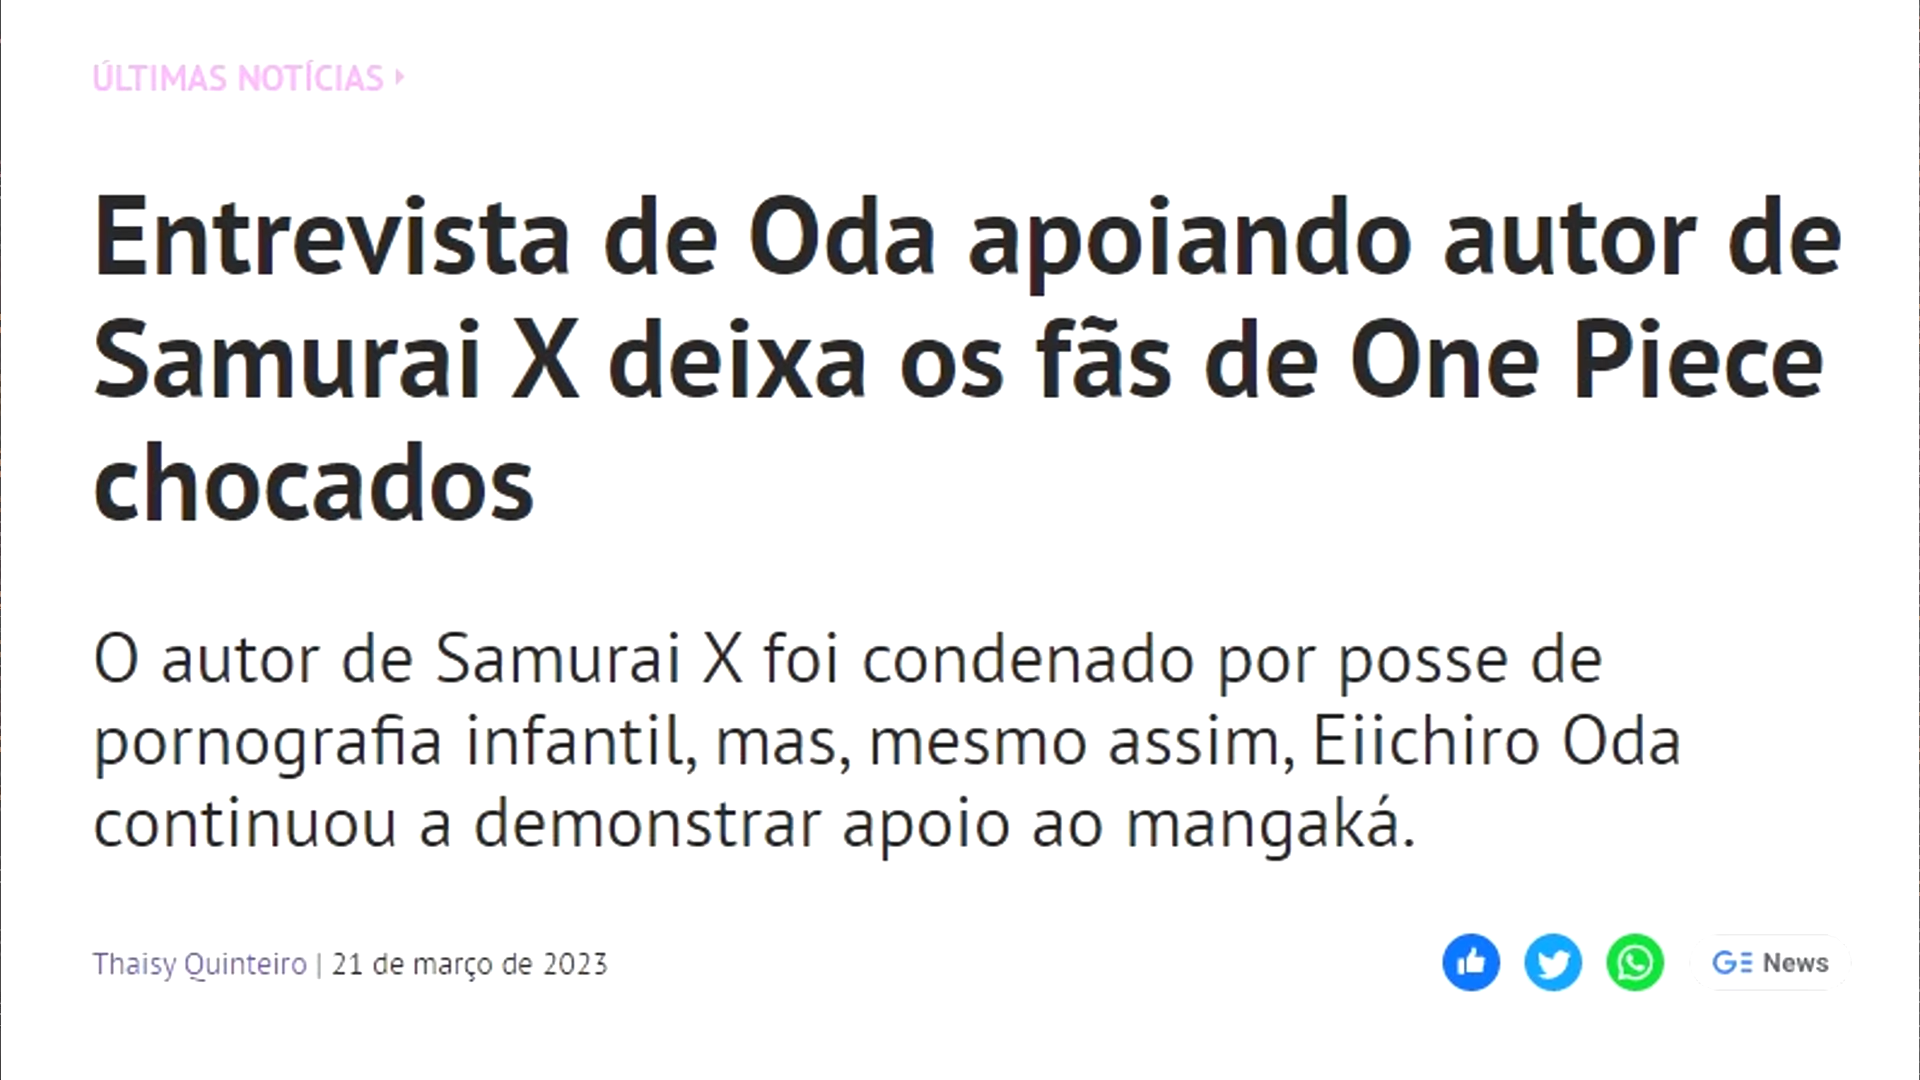 ÚLTIMAS NOTÍCIAS
Entrevista de Oda apoiando autor de
Samurai X deixa os fãs de One Piece
chocados
O autor de Samurai X foi condenado por posse de
pornografia infantil, mas, mesmo assim, Eiichiro Oda
continuou a demonstrar apoio ao mangaká.
Thaisy Quinteiro | 21 de março de 2023
GE News